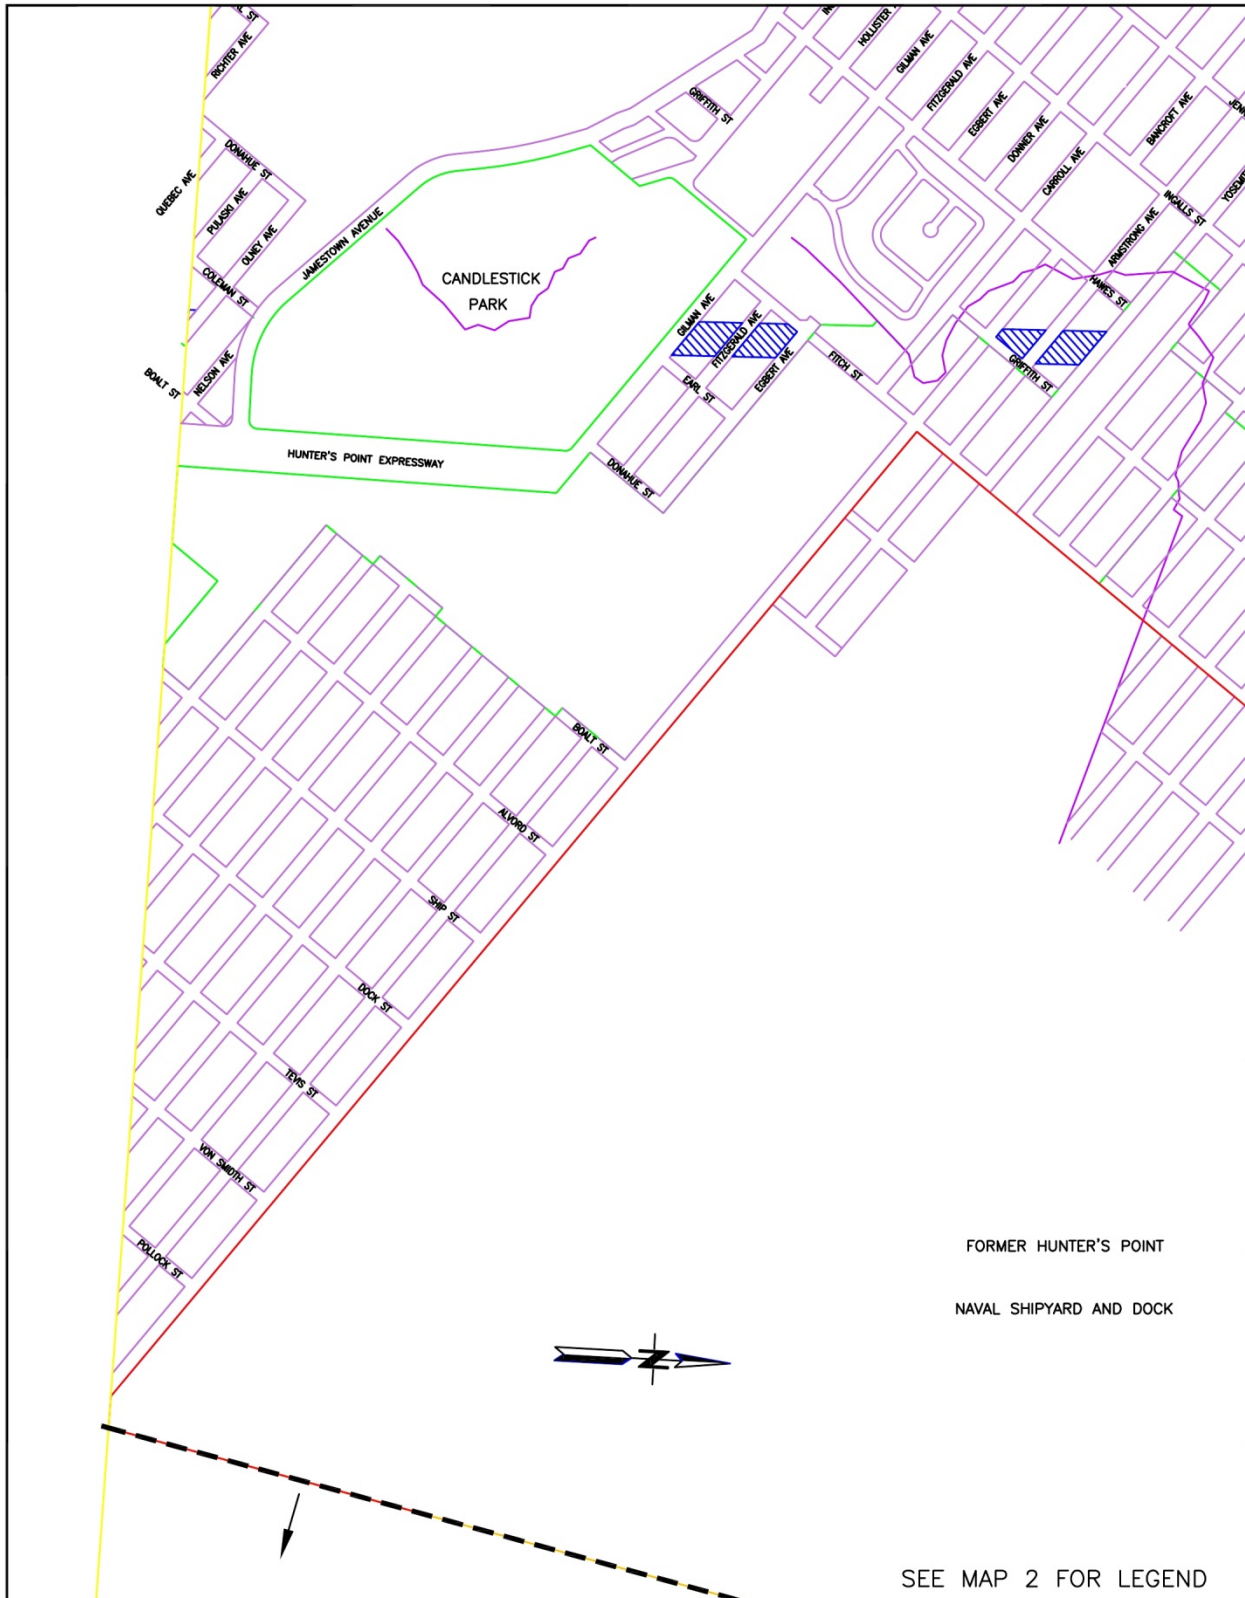 RICHTER AVE
HOLLISTER
GILMAN AVE
FITZGERALD AVE
EGBERT AVE
DONNER AVE
CARROLL AVE
BANCROFT AVE
GRIFFITH ST
DONAHUE ST
QUEBEC AVE
PULASKI AVE
OLNEY AVE
JAMESTOWN AVENUE
COLEMAN ST
INGALLS ST
ARMSTRONG AVE
HAWES ST
CANDLESTICK
PARK
GILMAN AVE
FITZGERALD AVE
EGBERT AVE
FITCH ST
GRIFFITH ST
EARL ST
BOALT ST
NELSON AVE
HUNTER'S POINT EXPRESSWAY
DONAHUE ST
BOALT ST
ALVORD ST
SHIP ST
DOCK ST
TEVIS ST
VON SMIDTH ST
POLLOCK ST
FORMER HUNTER'S POINT
NAVAL SHIPYARD AND DOCK
N
SEE MAP 2 FOR LEGEND